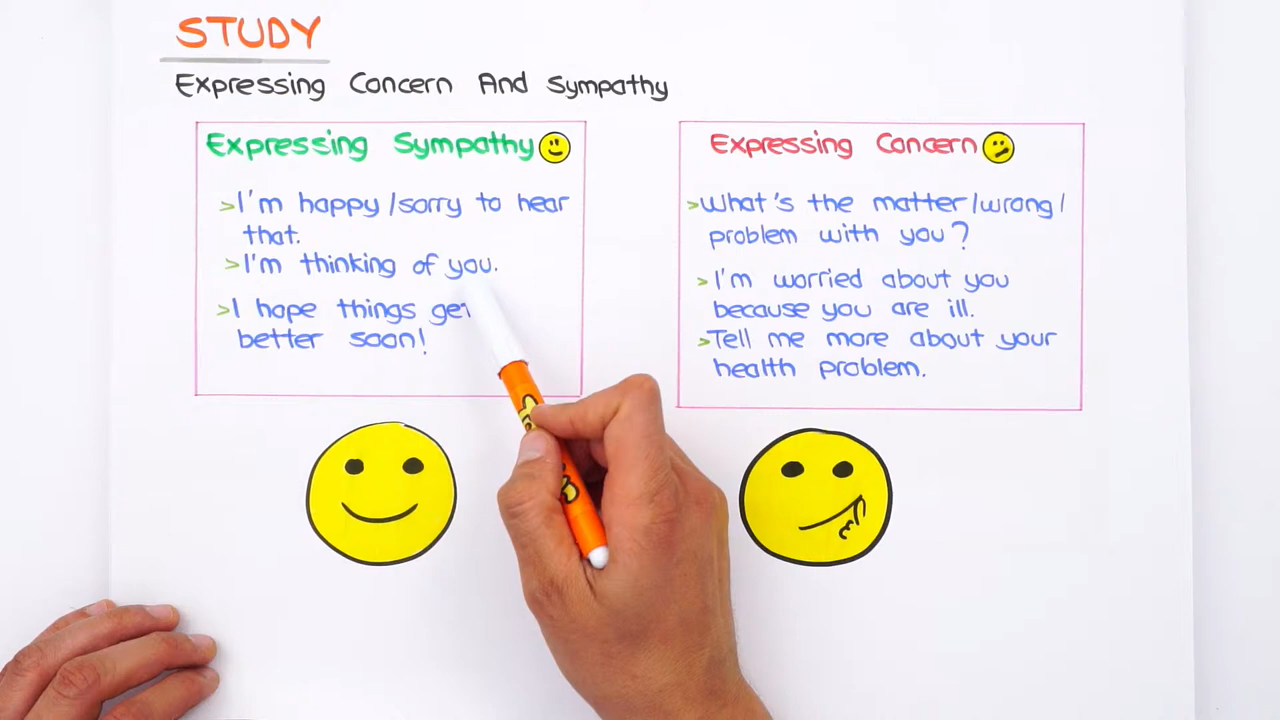 STUDY
Expressing Concern And Sympathy
Expressing Sympathy
>I'm happy/sorry to hear
that.
>I'm thinking of you.
>I hope things get
better soon!
Expressing Concern
>What's the matter/wrong/
problem with you?
>I'm worried about you
because you are ill.
>Tell me more about your
health problem.